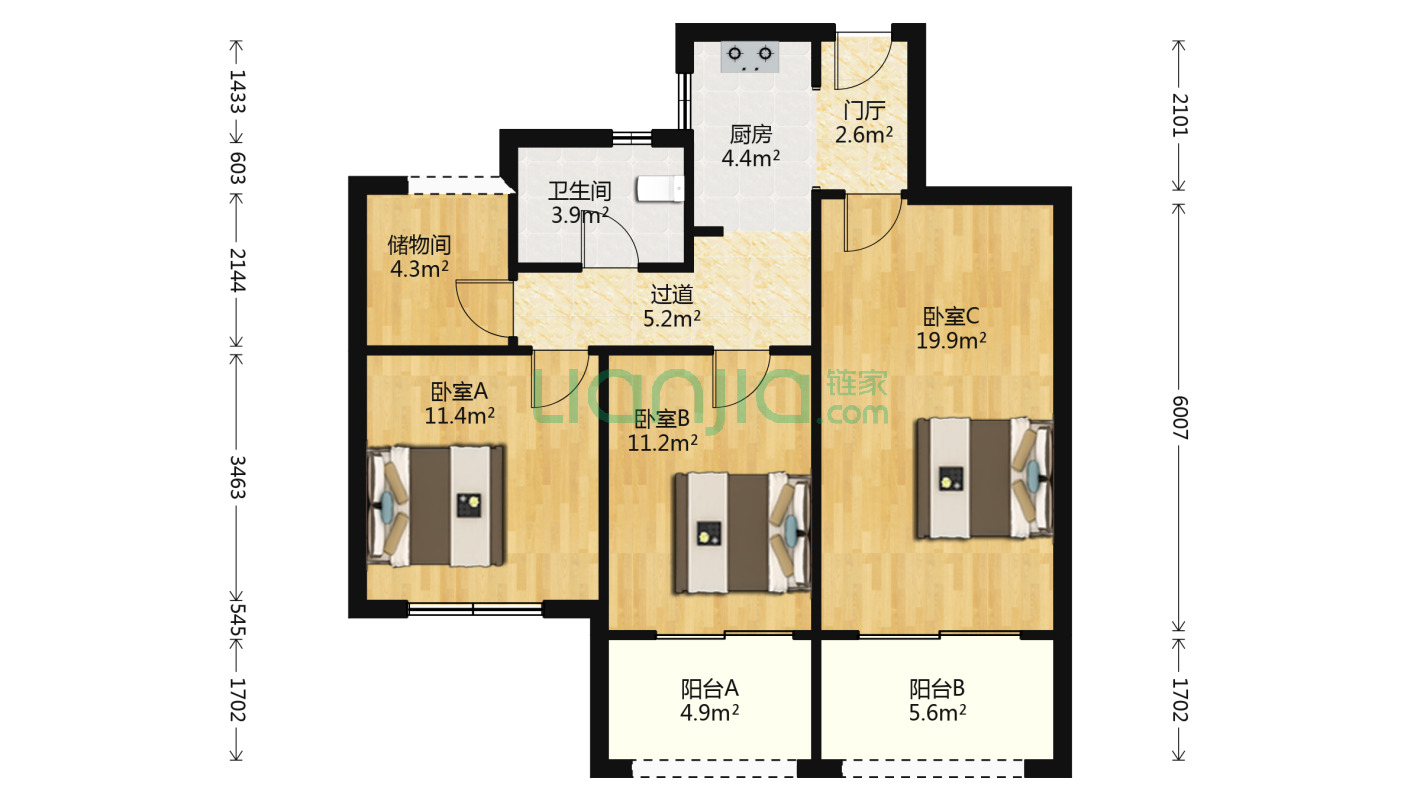 1433
603
2144
3463
545
1702
2101
6007
1702
厨房
4.4m²
门厅
2.6m²
卫生间
3.9m²
储物间
4.3m²
过道
5.2m²
卧室C
19.9m²
卧室A
11.4m²
卧室B
11.2m²
LIANJIA
链家
.com
阳台A
4.9m²
阳台B
5.6m²